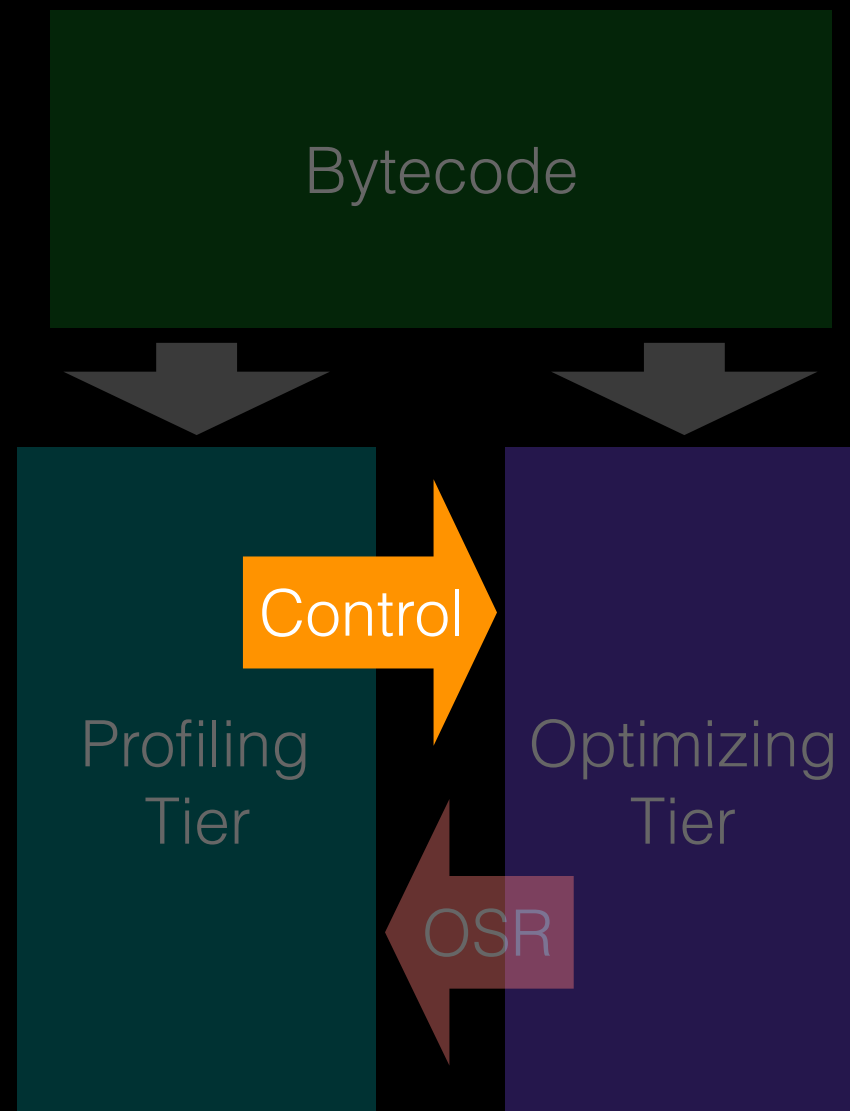 Bytecode
Control
Profiling
Tier
Optimizing
Tier
OSR